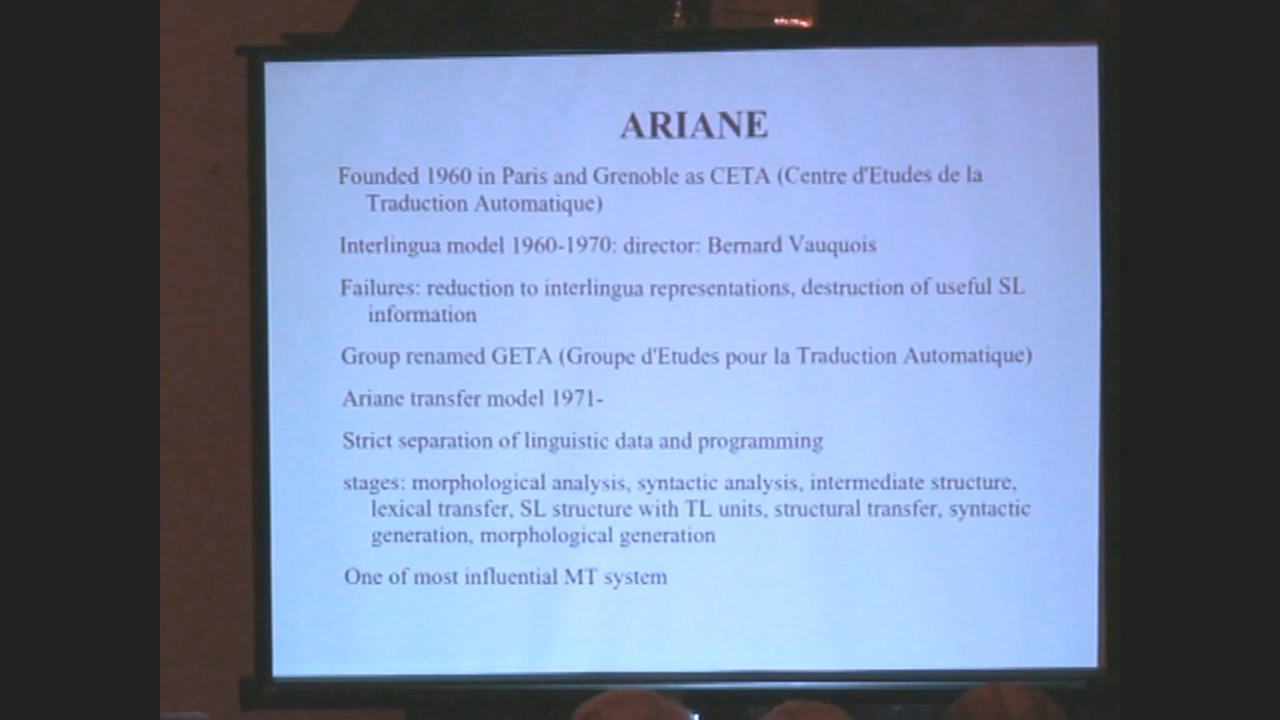 ARIANE
Founded 1960 in Paris and Grenoble as CETA (Centre d'Etudes de la
Traduction Automatique)
Interlingua model 1960-1970: director: Bernard Vauquois
Failures: reduction to interlingua representations, destruction of useful SL
information
Group renamed GETA (Groupe d'Etudes pour la Traduction Automatique)
Ariane transfer model 1971-
Strict separation of linguistic data and programming
stages: morphological analysis, syntactic analysis, intermediate structure,
lexical transfer, SL structure with TL units, structural transfer, syntactic
generation, morphological generation
One of most influential MT system